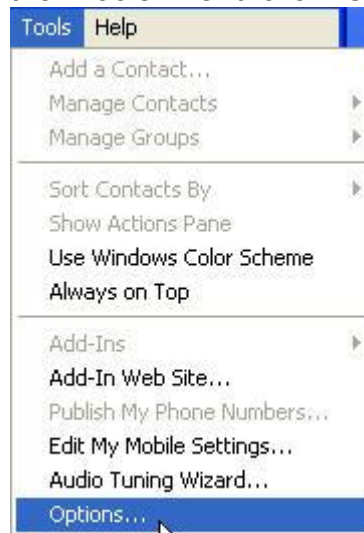 Tools Help
Add a Contact...
Manage Contacts
Manage Groups
Sort Contacts By
Show Actions Pane
Use Windows Color Scheme
Always on Top
Add-Ins
Add-In Web Site...
Publish My Phone Numbers...
Edit My Mobile Settings...
Audio Tuning Wizard...
Options...